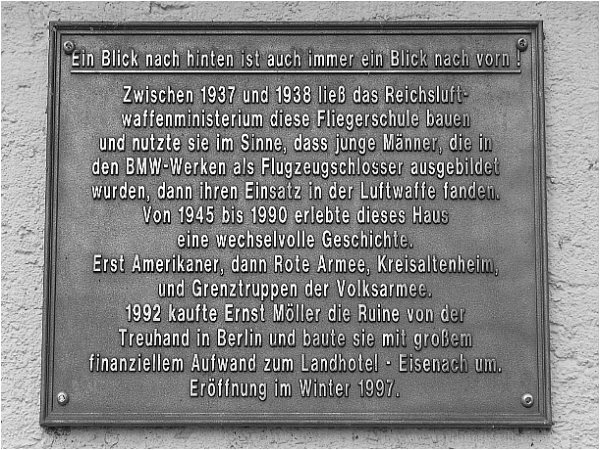 Ein Blick nach hinten ist auch immer ein Blick nach vorn !
Zwischen 1937 und 1938 ließ das Reichsluft-
waffenministerium diese Fliegerschule bauen
und nutzte sie im Sinne, dass junge Männer, die in
den BMW-Werken als Flugzeugschlosser ausgebildet
wurden, dann ihren Einsatz in der Luftwaffe fanden.
Von 1945 bis 1990 erlebte dieses Haus
eine wechselvolle Geschichte.
Erst Amerikaner, dann Rote Armee, Kreisaltenheim,
und Grenztruppen der Volksarmee.
1992 kaufte Ernst Möller die Ruine von der
Treuhand in Berlin und baute sie mit großem
finanziellem Aufwand zum Landhotel - Eisenach um.
Eröffnung im Winter 1997.